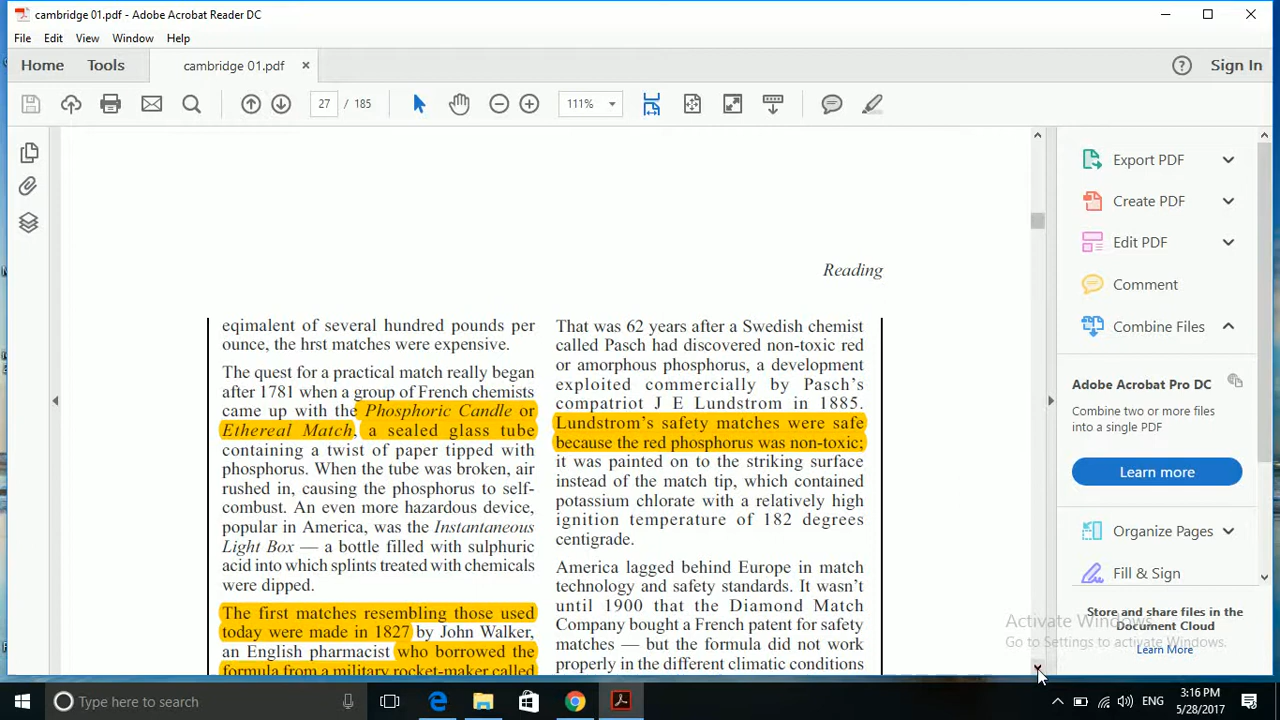 cambridge 01.pdf - Adobe Acrobat Reader DC
File Edit View Window Help
Home Tools cambridge 01.pdf × Sign In
27 / 185 111%
Reading
eqimalent of several hundred pounds per
ounce, the hrst matches were expensive.
The quest for a practical match really began
after 1781 when a group of French chemists
came up with the Phosphoric Candle or
Ethereal Match, a sealed glass tube
containing a twist of paper tipped with
phosphorus. When the tube was broken, air
rushed in, causing the phosphorus to self-
combust. An even more hazardous device,
popular in America, was the Instantaneous
Light Box — a bottle filled with sulphuric
acid into which splints treated with chemicals
were dipped.
The first matches resembling those used
today were made in 1827 by John Walker,
an English pharmacist who borrowed the
formula from a military rocket-maker called
That was 62 years after a Swedish chemist
called Pasch had discovered non-toxic red
or amorphous phosphorus, a development
exploited commercially by Pasch's
compatriot J E Lundstrom in 1885.
Lundstrom's safety matches were safe
because the red phosphorus was non-toxic;
it was painted on to the striking surface
instead of the match tip, which contained
potassium chlorate with a relatively high
ignition temperature of 182 degrees
centigrade.
America lagged behind Europe in match
technology and safety standards. It wasn't
until 1900 that the Diamond Match
Company bought a French patent for safety
matches — but the formula did not work
properly in the different climatic conditions
Export PDF
Create PDF
Edit PDF
Comment
Combine Files
Adobe Acrobat Pro DC
Combine two or more files
into a single PDF
Learn more
Organize Pages
Fill & Sign
Store and share files in the
Document Cloud
Learn More
Activate Windows
Go to Settings to activate Windows.
Type here to search
ENG
3:16 PM
5/28/2017